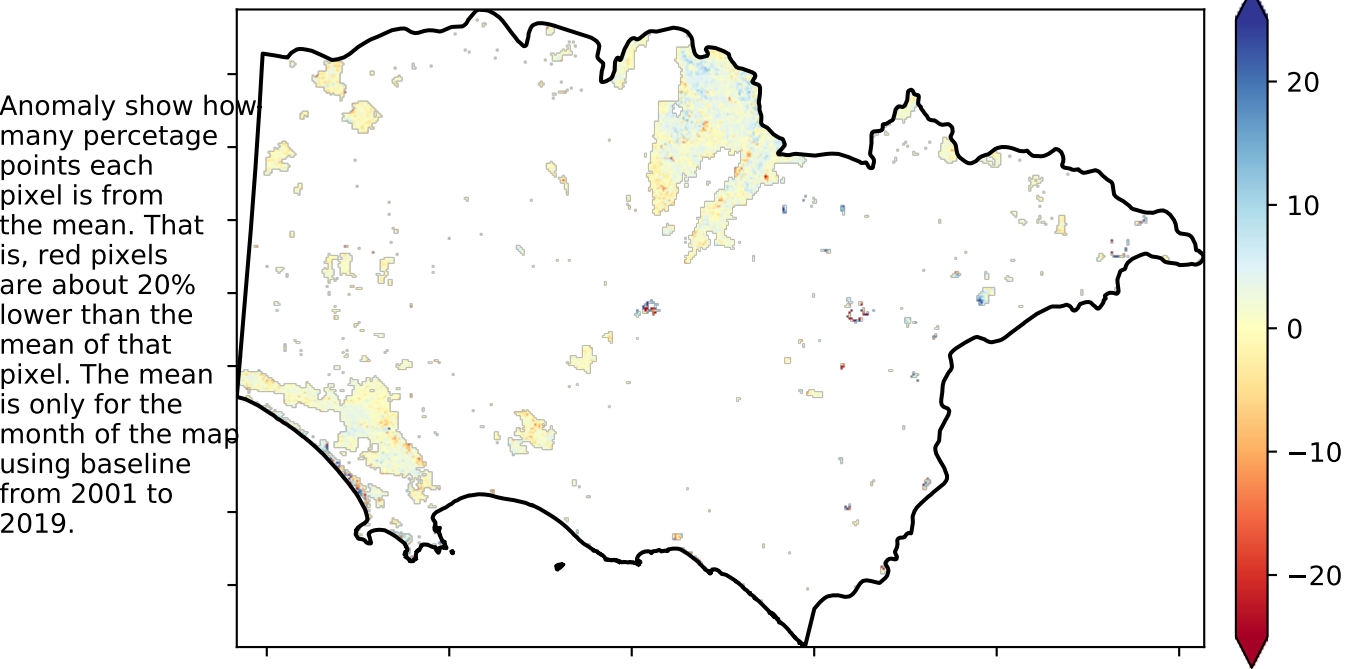 Anomaly show how
many percetage
points each
pixel is from
the mean. That
is, red pixels
are about 20%
lower than the
mean of that
pixel. The mean
is only for the
month of the map
using baseline
from 2001 to
2019.
20
10
0
−10
−20